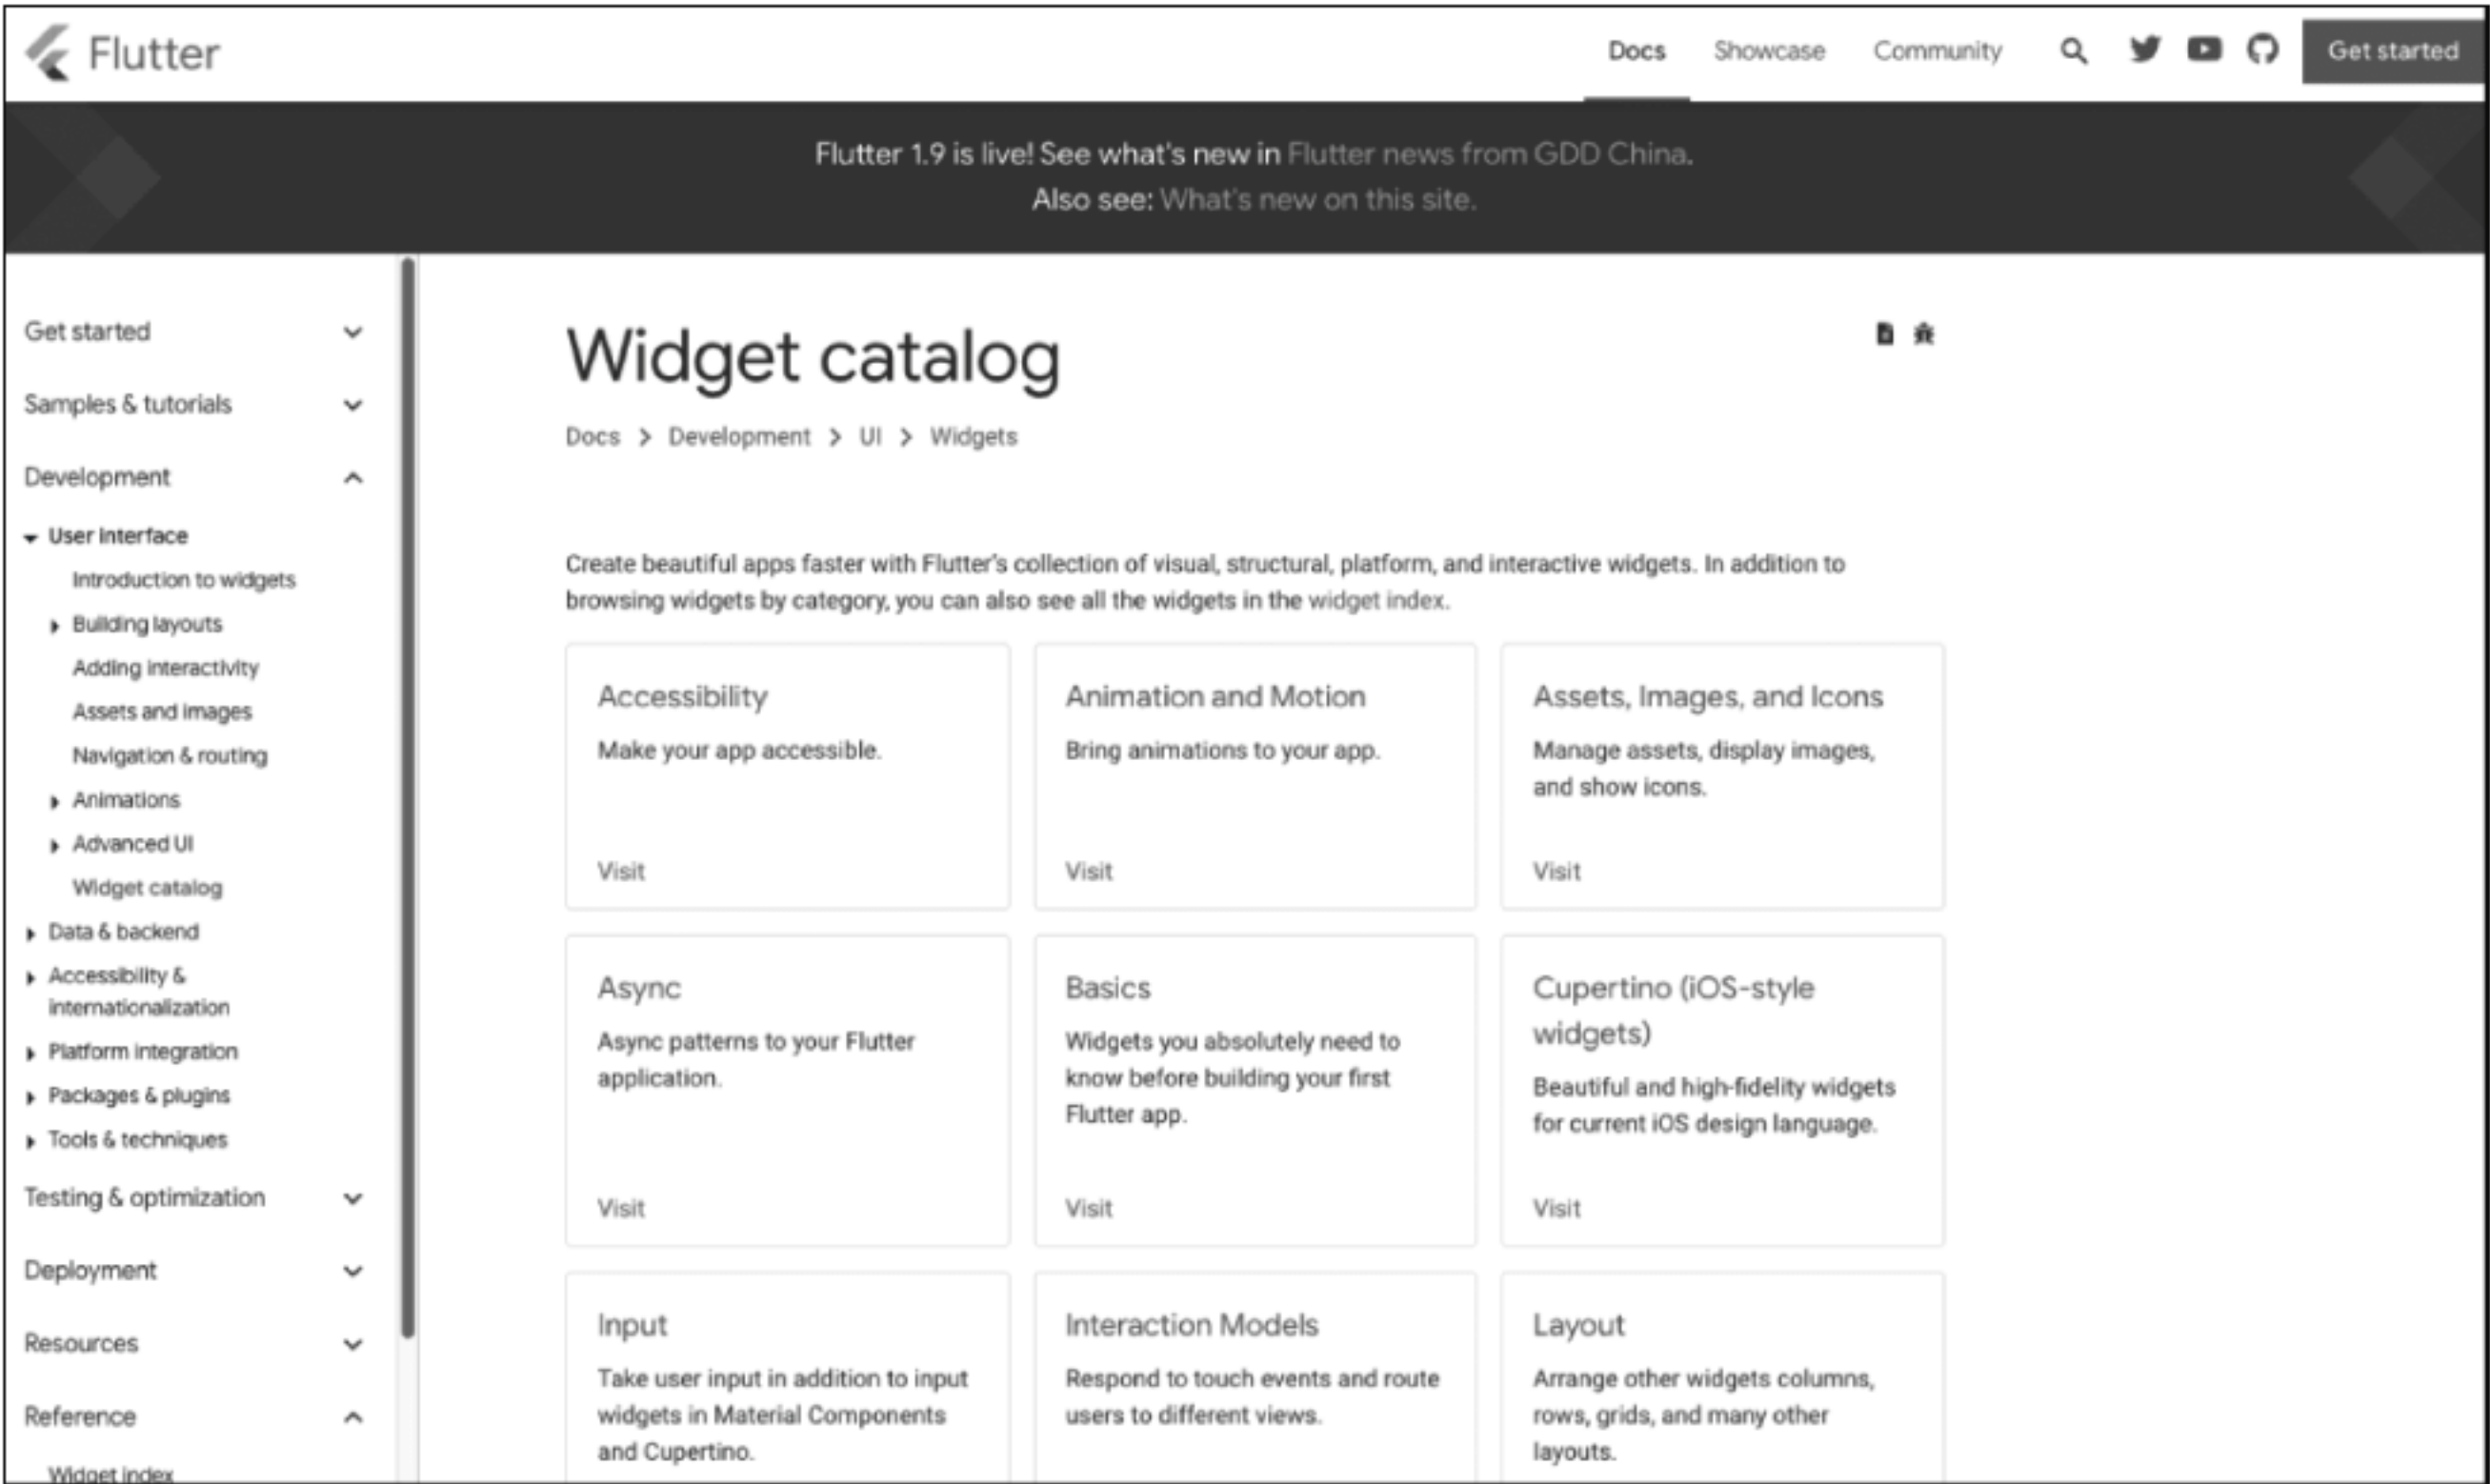 Flutter
Docs
Showcase
Community
Get started
Flutter 1.9 is live! See what's new in Flutter news from GDD China.
Also see: What's new on this site.
Get started
Samples & tutorials
Development
User Interface
Introduction to widgets
Building layouts
Adding interactivity
Assets and images
Navigation & routing
Animations
Advanced UI
Widget catalog
Data & backend
Accessibility &
internationalization
Platform integration
Packages & plugins
Tools & techniques
Testing & optimization
Deployment
Resources
Reference
Widget index
Widget catalog
Docs > Development > UI > Widgets
Create beautiful apps faster with Flutter's collection of visual, structural, platform, and interactive widgets. In addition to
browsing widgets by category, you can also see all the widgets in the widget index.
Accessibility
Make your app accessible.
Visit
Animation and Motion
Bring animations to your app.
Visit
Assets, Images, and Icons
Manage assets, display images,
and show icons.
Visit
Async
Async patterns to your Flutter
application.
Visit
Basics
Widgets you absolutely need to
know before building your first
Flutter app.
Visit
Cupertino (iOS-style
widgets)
Beautiful and high-fidelity widgets
for current iOS design language.
Visit
Input
Take user input in addition to input
widgets in Material Components
and Cupertino.
Interaction Models
Respond to touch events and route
users to different views.
Layout
Arrange other widgets columns,
rows, grids, and many other
layouts.